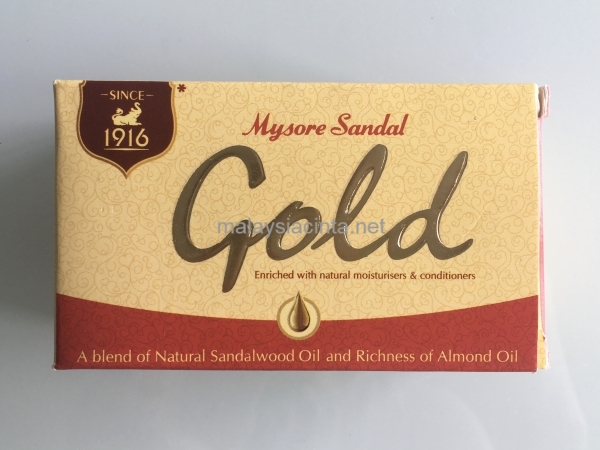 SINCE
1916
*
Mysore Sandal
Gold
malaysiacinta.net
Enriched with natural moisturisers & conditioners
A blend of Natural Sandalwood Oil and Richness of Almond Oil